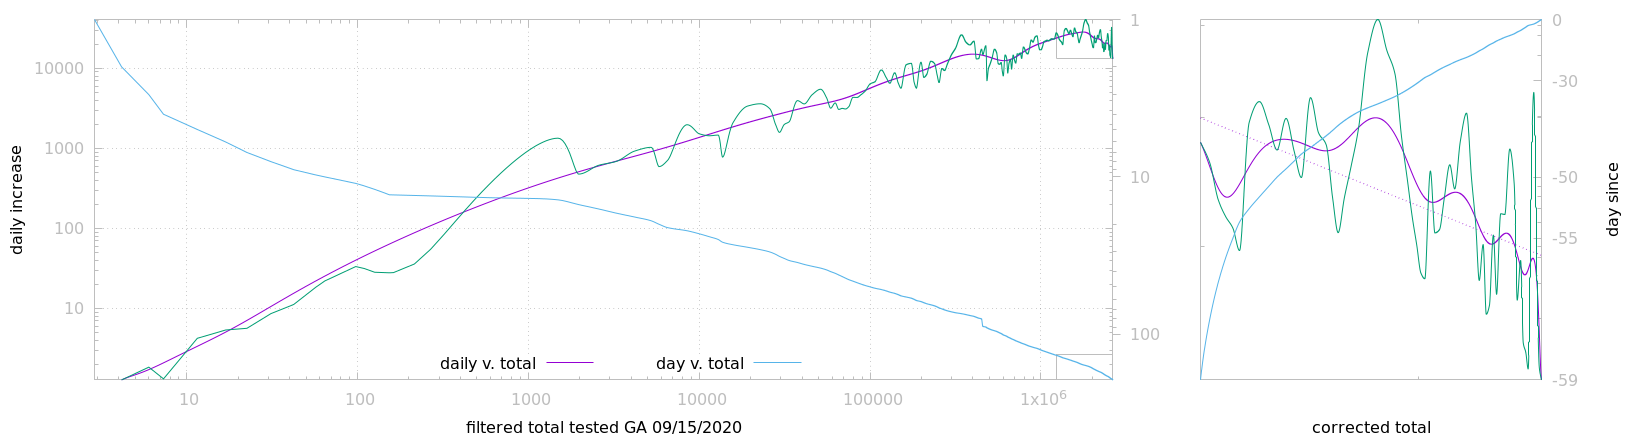 daily increase
10000
1000
100
10
10
100
1000
10000
100000
1x10⁶
1
10
100
daily v. total
day v. total
filtered total tested GA 09/15/2020
0
-30
-50
-55
-59
day since
corrected total